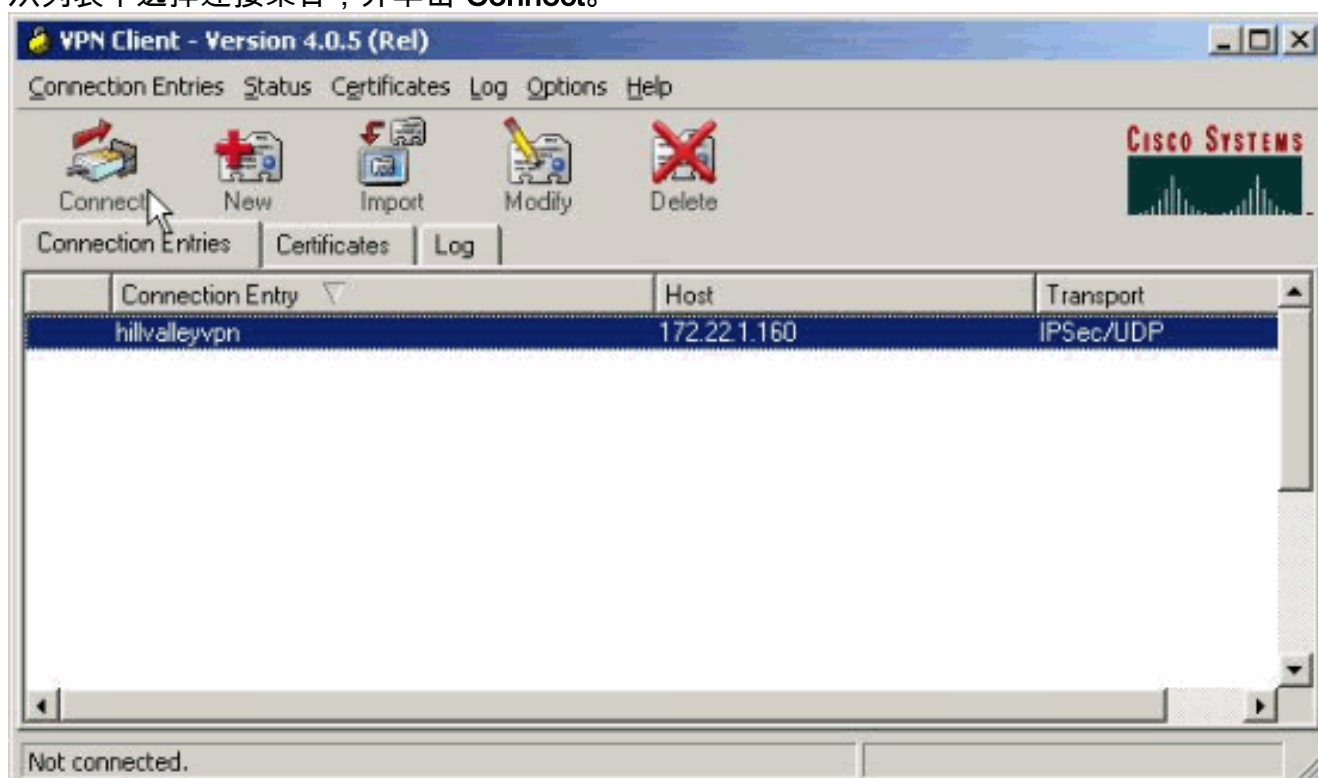 从列表中选择连接条目，并单击 Connect。
VPN Client - Version 4.0.5 (Rel)
Connection Entries Status Certificates Log Options Help
Connect New Import Modify Delete
CISCO SYSTEMS
Connection Entries Certificates Log
Connection Entry Host Transport
hillvalleyvpn 172.22.1.160 IPSec/UDP
Not connected.